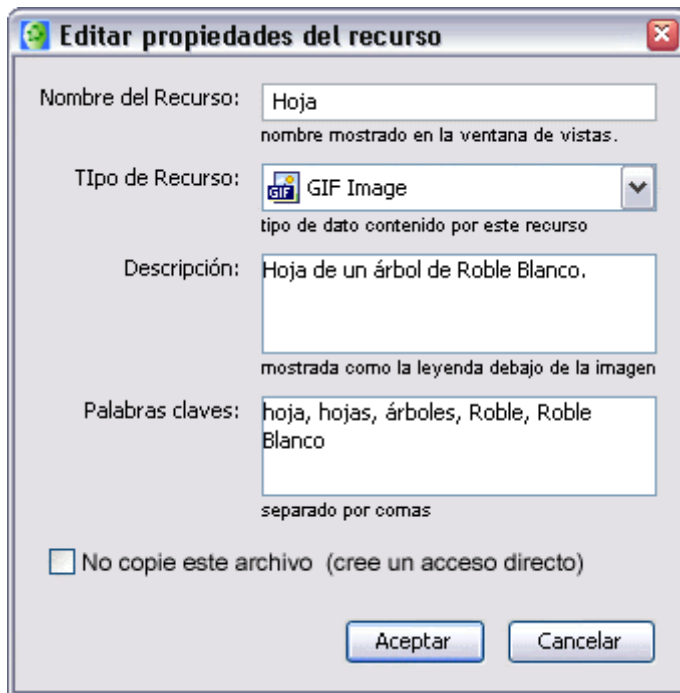 Editar propiedades del recurso
Nombre del Recurso: Hoja
nombre mostrado en la ventana de vistas.
TIpo de Recurso: GIF GIF Image
tipo de dato contenido por este recurso
Descripción: Hoja de un árbol de Roble Blanco.
mostrada como la leyenda debajo de la imagen
Palabras claves: hoja, hojas, árboles, Roble, Roble
Blanco
separado por comas
No copie este archivo (cree un acceso directo)
Aceptar Cancelar